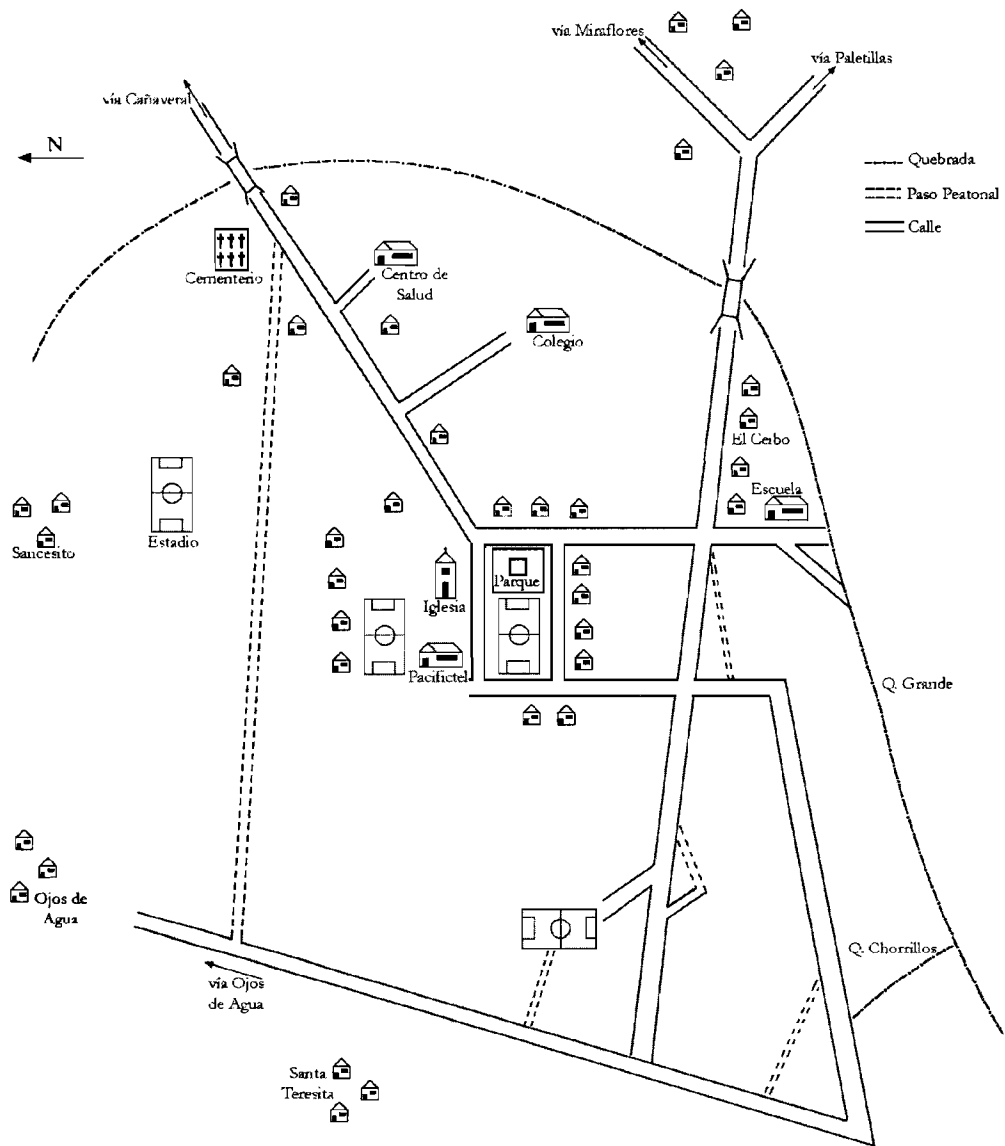 vía Miraflores
vía Paletillas
vía Cañaveral
N
Quebrada
Paso Peatonal
Calle
Cementerio
Centro de
Salud
Colegio
El Ceibo
Escuela
Sancesito
Estadio
Iglesia
Parque
Pacifictel
Q. Grande
Ojos de
Agua
Q. Chorrillos
vía Ojos
de Agua
Santa
Teresita